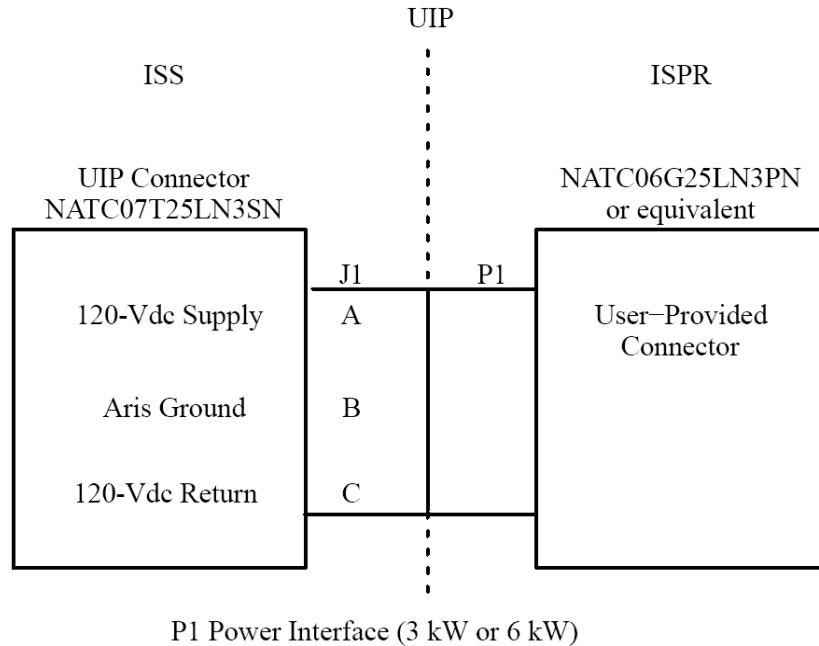 UIP
ISS
ISPR
UIP Connector
NATC07T25LN3SN
NATC06G25LN3PN
or equivalent
J1
P1
120-Vdc Supply
A
User−Provided
Connector
Aris Ground
B
120-Vdc Return
C
P1 Power Interface (3 kW or 6 kW)